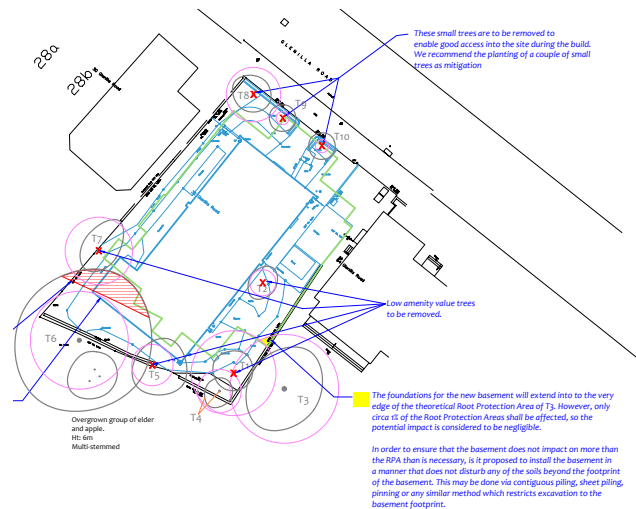 These small trees are to be removed to
enable good access into the site during the build.
We recommend the planting of a couple of small
trees as mitigation
GLENILLA ROAD
28a
28b
T8
T9
T10
T7
T2
Low amenity value trees
to be removed.
T6
T5
T1
T3
T4
Overgrown group of elder
and apple.
Ht: 6m
Multi-stemmed
The foundations for the new basement will extend into to the very
edge of the theoretical Root Protection Area of T3. However, only
circa 1% of the Root Protection Areas shall be affected, so the
potential impact is considered to be negligible.
In order to ensure that the basement does not impact on more than
the RPA than is necessary, is it proposed to install the basement in
a manner that does not disturb any of the soils beyond the footprint
of the basement. This may be done via contiguous piling, sheet piling,
pinning or any similar method which restricts excavation to the
basement footprint.